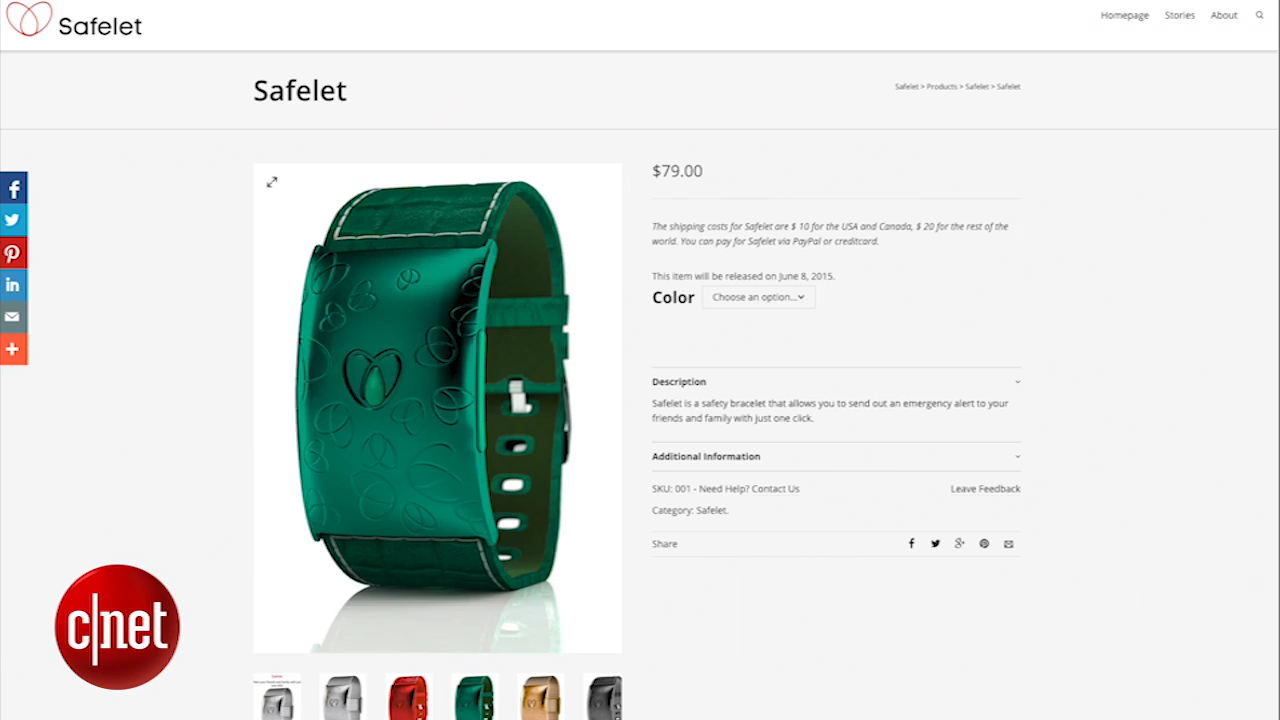 Safelet
Homepage Stories About
Safelet
Safelet > Products > Safelet > Safelet
$79.00
The shipping costs for Safelet are $ 10 for the USA and Canada, $ 20 for the rest of the
world. You can pay for Safelet via PayPal or creditcard.
This item will be released on June 8, 2015.
Color Choose an option...
Description
Safelet is a safety bracelet that allows you to send out an emergency alert to your
friends and family with just one click.
Additional Information
SKU: 001 - Need Help? Contact Us Leave Feedback
Category: Safelet.
Share
c|net